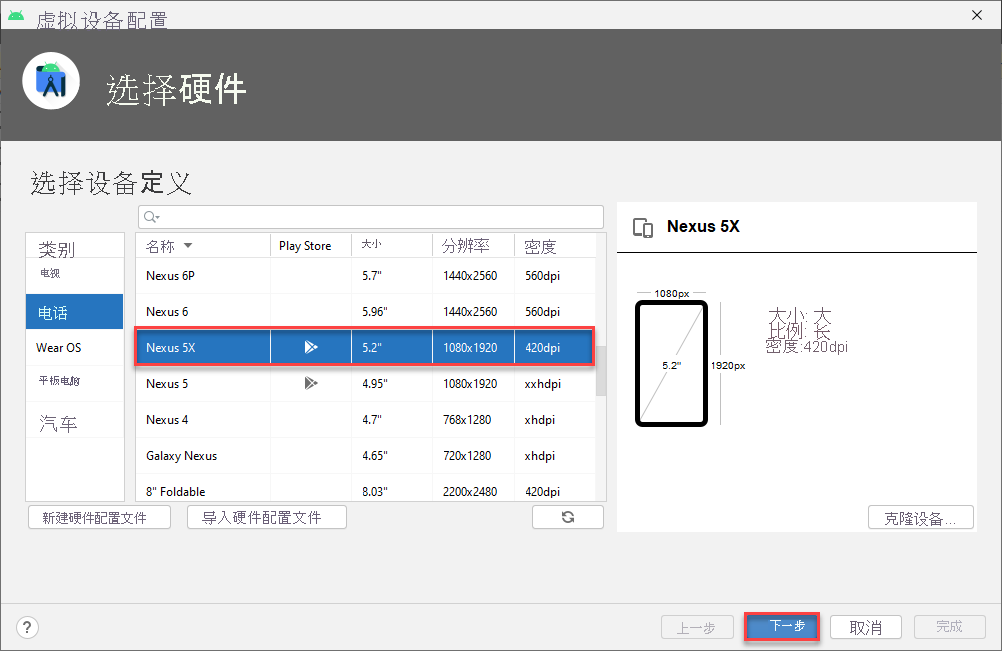 虚拟设备配置
选择硬件
选择设备定义
类别
电视
电话
Wear OS
平板电脑
汽车
名称 Play Store 大小 分辨率 密度
Nexus 6P 5.7" 1440x2560 560dpi
Nexus 6 5.96" 1440x2560 560dpi
Nexus 5X 5.2" 1080x1920 420dpi
Nexus 5 4.95" 1080x1920 xxhdpi
Nexus 4 4.7" 768x1280 xhdpi
Galaxy Nexus 4.65" 720x1280 xhdpi
8" Foldable 8.03" 2200x2480 420dpi
新建硬件配置文件 导入硬件配置文件
Nexus 5X
1080px
5.2"
1920px
大小: 大
比例: 长
密度:420dpi
克隆设备...
?
上一步 下一步 取消 完成